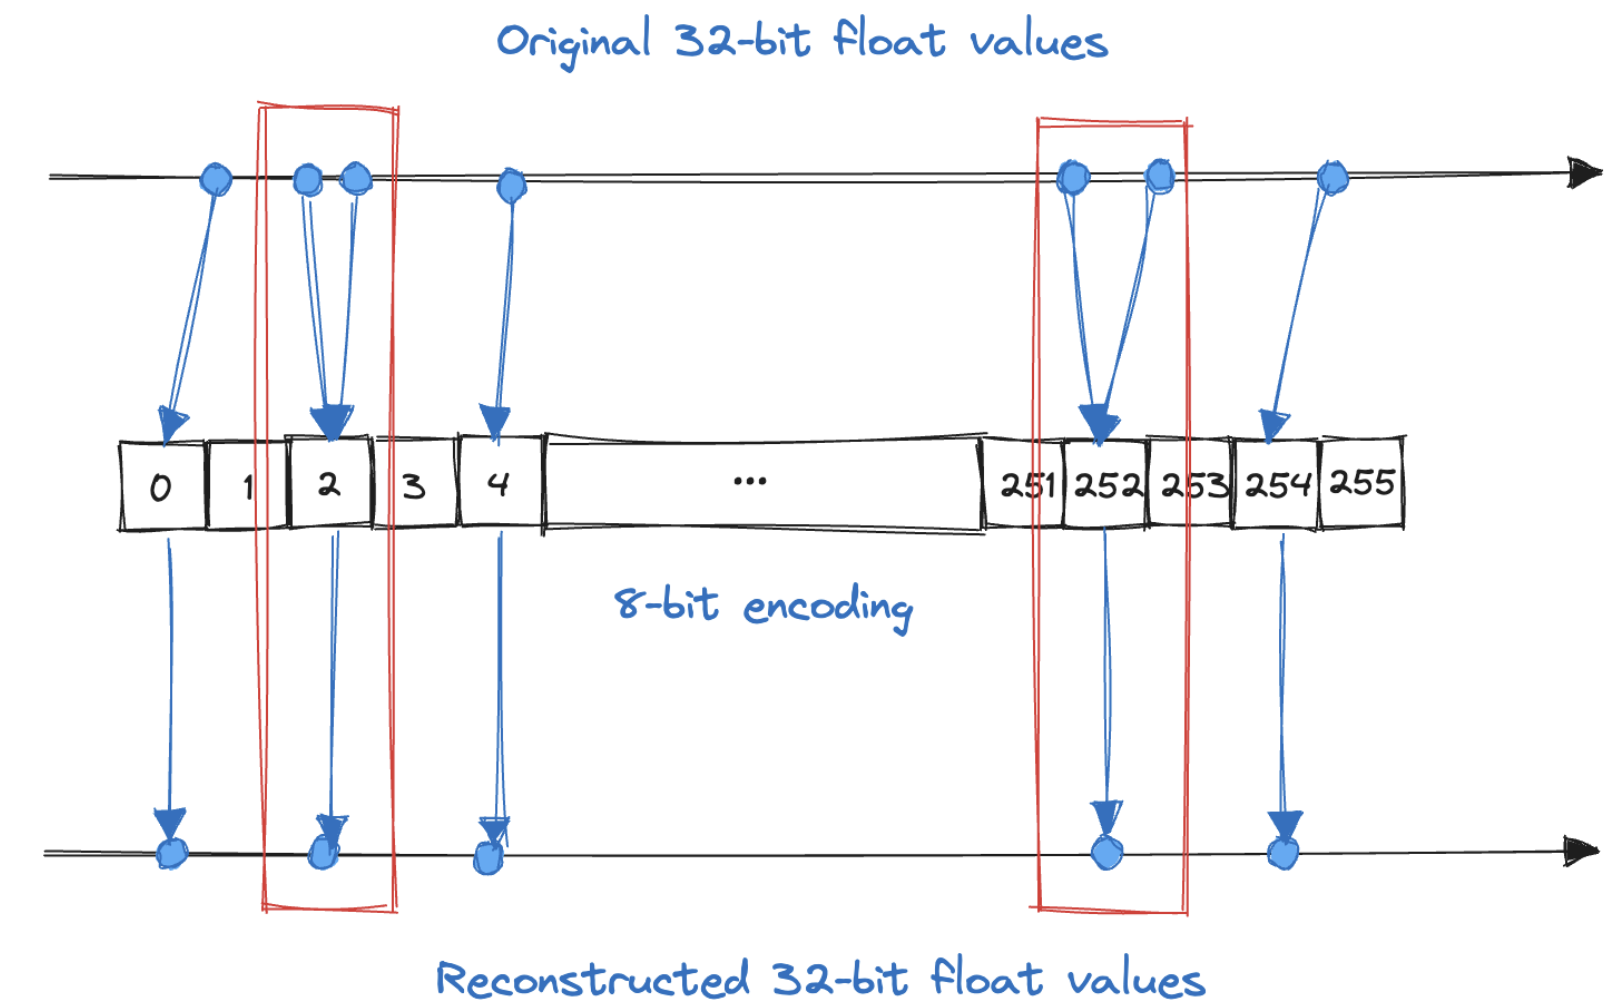 Original 32-bit float values
0 1 2 3 4 ... 251 252 253 254 255
8-bit encoding
Reconstructed 32-bit float values